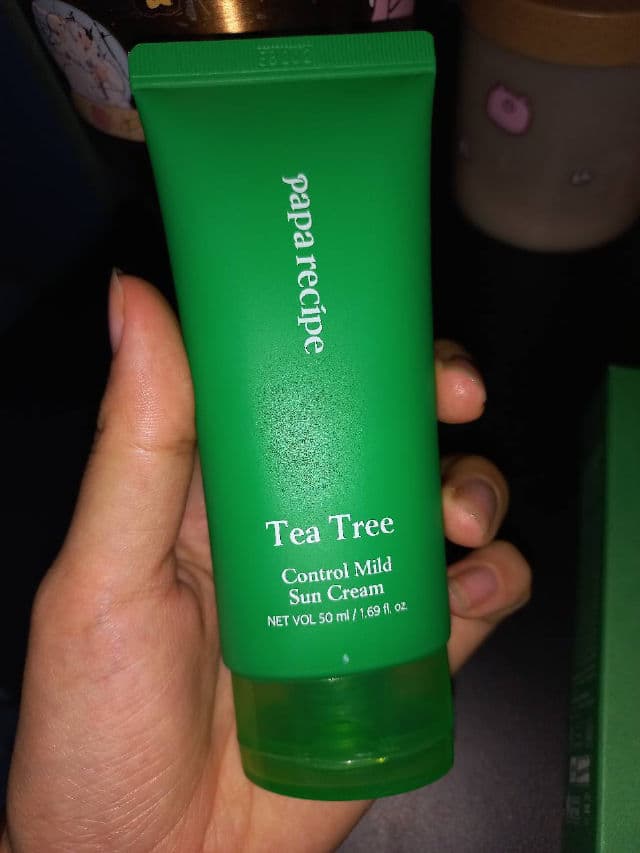 papa recipe
Tea Tree
Control Mild
Sun Cream
NET VOL 50 ml / 1.69 fl. oz.